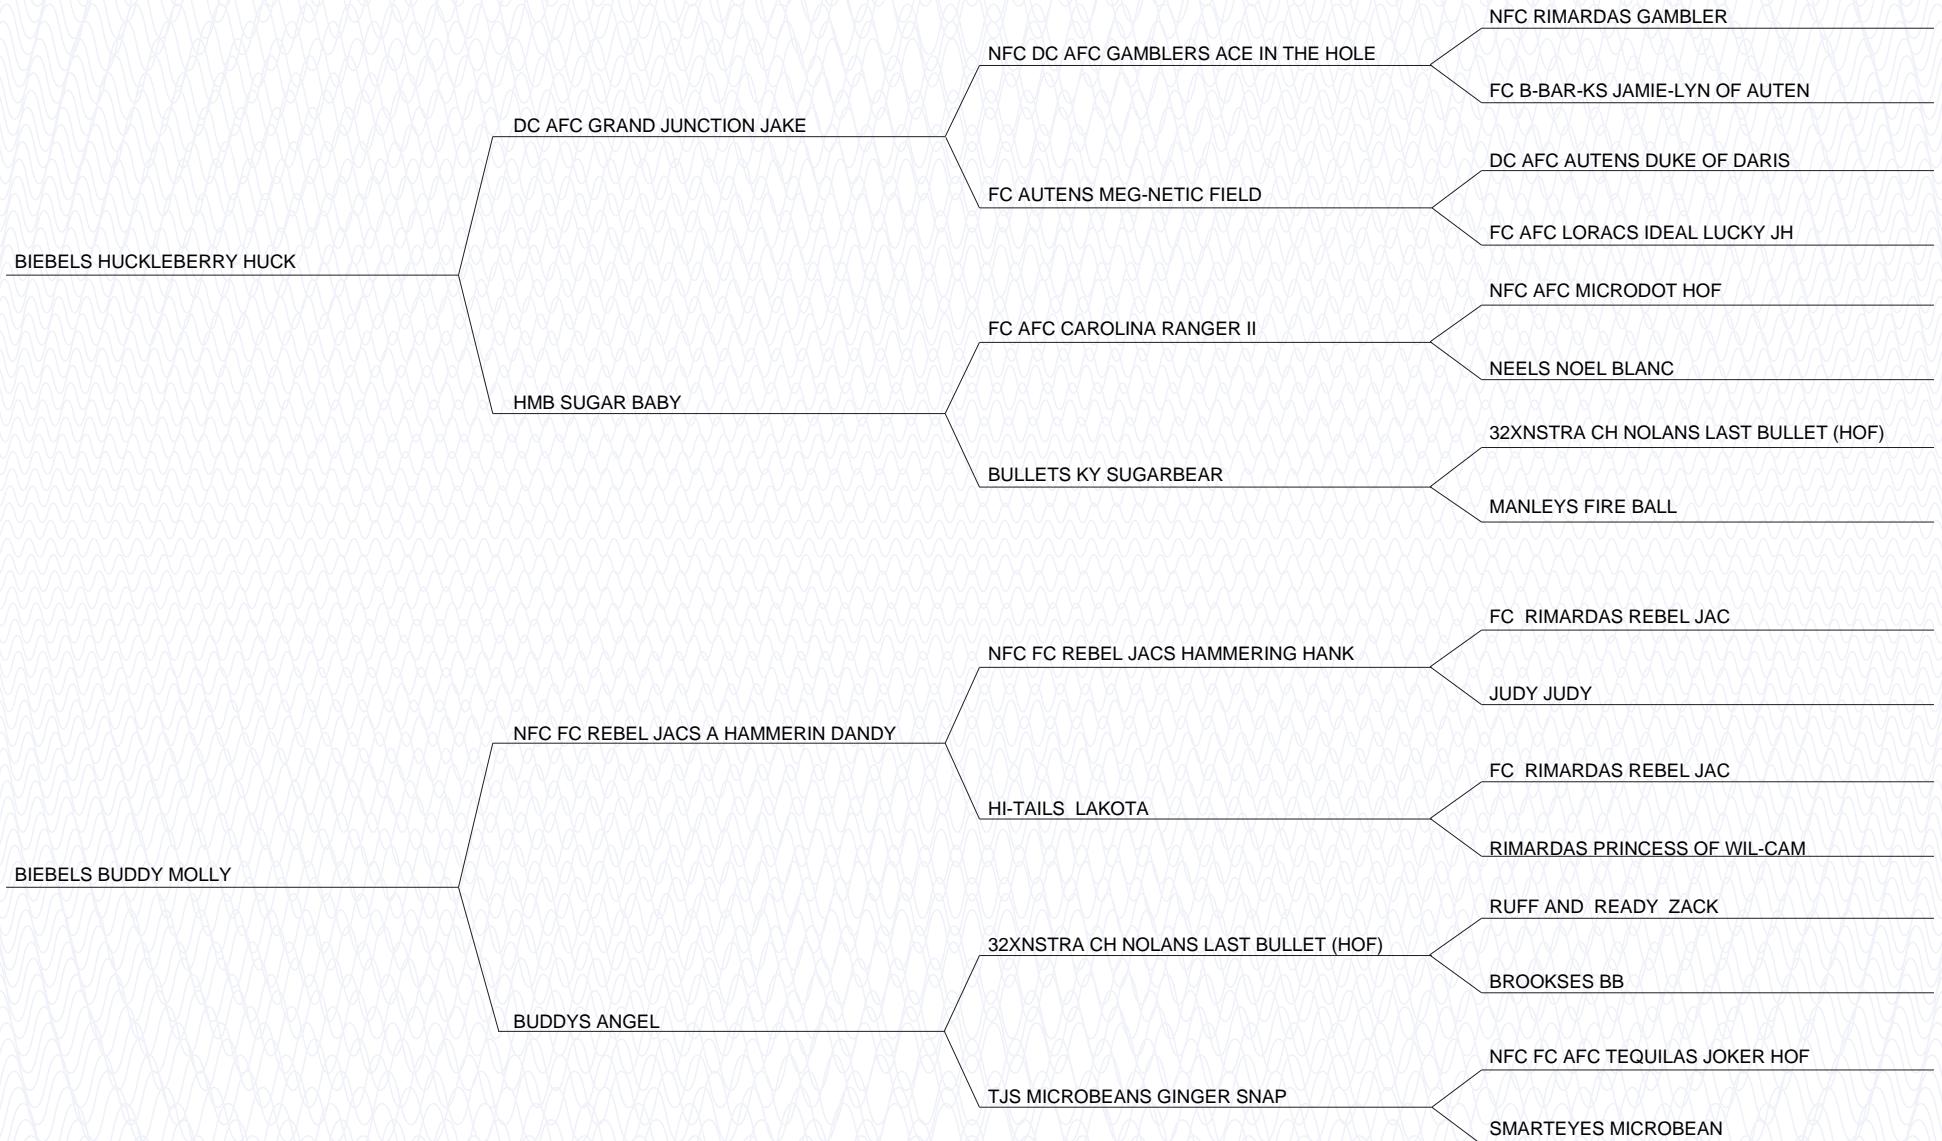 NFC RIMARDAS GAMBLER
NFC DC AFC GAMBLERS ACE IN THE HOLE
FC B-BAR-KS JAMIE-LYN OF AUTEN
DC AFC GRAND JUNCTION JAKE
DC AFC AUTENS DUKE OF DARIS
FC AUTENS MEG-NETIC FIELD
FC AFC LORACS IDEAL LUCKY JH
BIEBELS HUCKLEBERRY HUCK
NFC AFC MICRODOT HOF
FC AFC CAROLINA RANGER II
NEELS NOEL BLANC
HMB SUGAR BABY
32XNSTRA CH NOLANS LAST BULLET (HOF)
BULLETS KY SUGARBEAR
MANLEYS FIRE BALL
FC  RIMARDAS REBEL JAC
NFC FC REBEL JACS HAMMERING HANK
JUDY JUDY
NFC FC REBEL JACS A HAMMERIN DANDY
FC  RIMARDAS REBEL JAC
HI-TAILS  LAKOTA
RIMARDAS PRINCESS OF WIL-CAM
BIEBELS BUDDY MOLLY
RUFF AND  READY  ZACK
32XNSTRA CH NOLANS LAST BULLET (HOF)
BROOKSES BB
BUDDYS ANGEL
NFC FC AFC TEQUILAS JOKER HOF
TJS MICROBEANS GINGER SNAP
SMARTEYES MICROBEAN